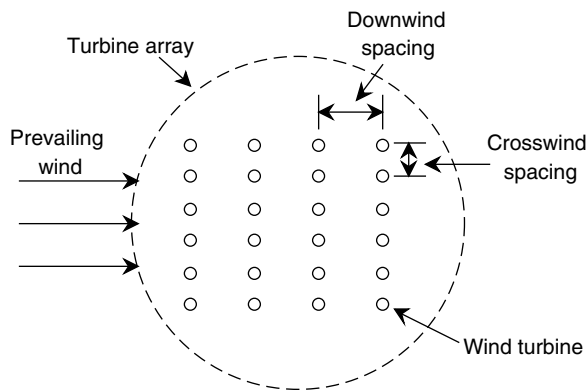 Downwind
spacing
Turbine array
Prevailing
wind
Crosswind
spacing
Wind turbine